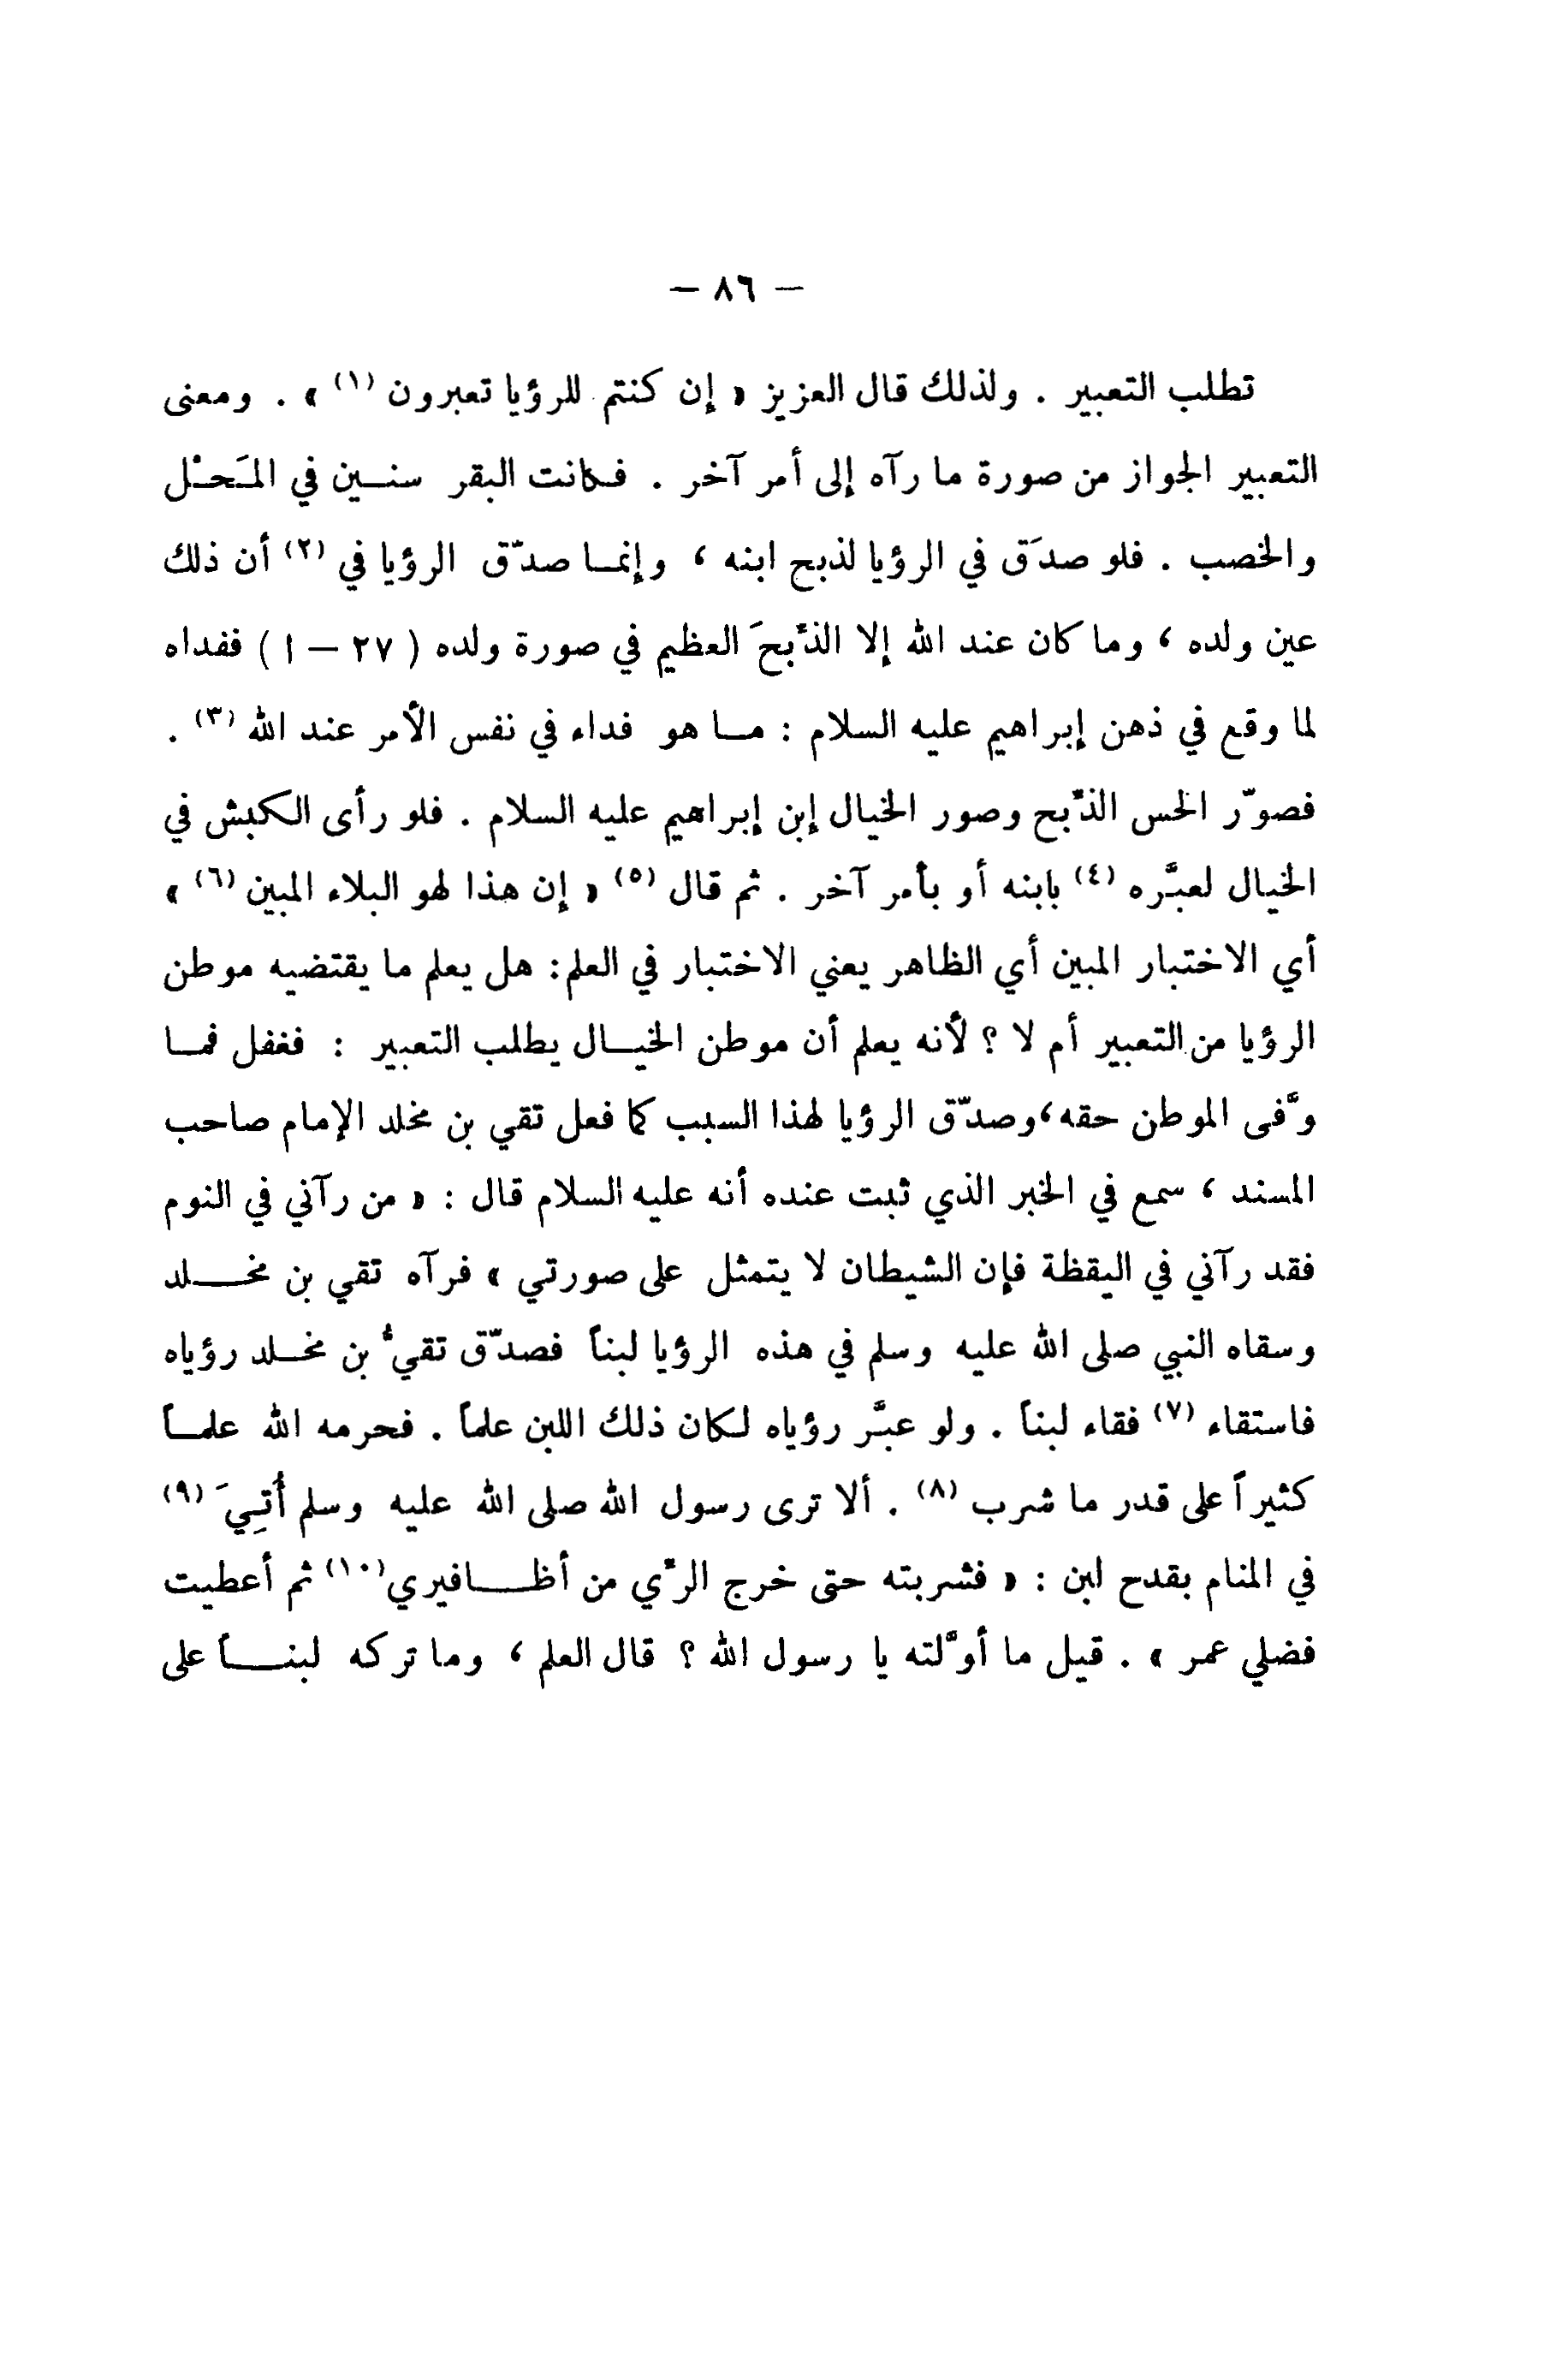 — ٨٦ —
تطلب التعبير . ولذلك قال العزيز « إن كنتم للرؤيا تعبرون (١) » . ومعنى
التعبير الجواز من صورة ما رآه إلى أمر آخر . فكانت البقر سنين في المَحْل
والخصب . فلو صدَق في الرؤيا لذبح ابنه ، وإنما صدّق الرؤيا في (٢) أن ذلك
عين ولده ، وما كان عند الله إلا الذِّبحَ العظيم في صورة ولده ( ٢٧ – ا ) ففداه
لما وقع في ذهن إبراهيم عليه السلام : ما هو فداء في نفس الأمر عند الله (٣) .
فصوّر الحس الذِّبح وصور الخيال إبن إبراهيم عليه السلام . فلو رأى الكبش في
الخيال لعبَّره (٤) بابنه أو بأمر آخر . ثم قال (٥) « إن هذا لهو البلاء المبين (٦) »
أي الاختبار المبين أي الظاهر يعني الاختبار في العلم: هل يعلم ما يقتضيه موطن
الرؤيا من التعبير أم لا ؟ لأنه يعلم أن موطن الخيال يطلب التعبير : فغفل فما
وفَّى الموطن حقه، وصدّق الرؤيا لهذا السبب كما فعل تقي بن مخلد الإمام صاحب
المسند ، سمع في الخبر الذي ثبت عنده أنه عليه السلام قال : « من رآني في النوم
فقد رآني في اليقظة فإن الشيطان لا يتمثل على صورتي » فرآه تقي بن مخلد
وسقاه النبي صلى الله عليه وسلم في هذه الرؤيا لبناً فصدّق تقيُّ بن مخلد رؤياه
فاستقاء (٧) فقاء لبناً . ولو عبَّر رؤياه لكان ذلك اللبن علماً . فحرمه الله علماً
كثيراً على قدر ما شرب (٨) . ألا ترى رسول الله صلى الله عليه وسلم أُتِيَ (٩)
في المنام بقدح لبن : « فشربته حتى خرج الرِّي من أظافيري (١٠) ثم أعطيت
فضلي عمر » . قيل ما أوَّلته يا رسول الله ؟ قال العلم ، وما تركه لبناً على